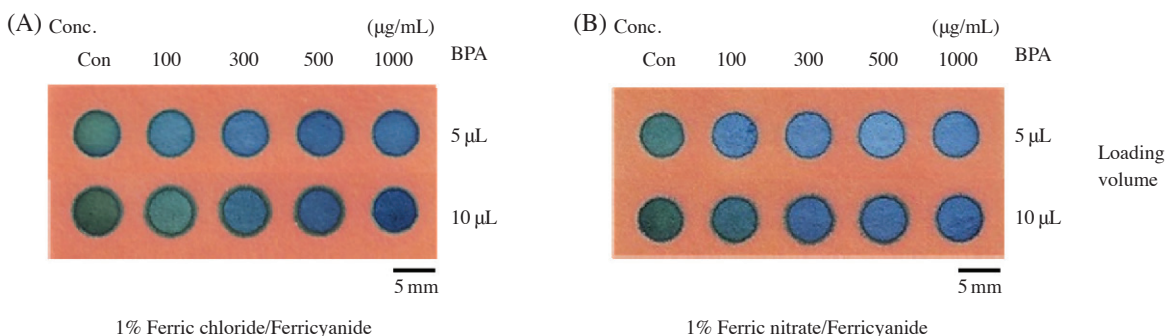 (A) Conc. (μg/mL)
Con 100 300 500 1000 BPA
5 μL
10 μL
5 mm
1% Ferric chloride/Ferricyanide
(B) Conc. (μg/mL)
Con 100 300 500 1000 BPA
5 μL
10 μL
Loading
volume
5 mm
1% Ferric nitrate/Ferricyanide